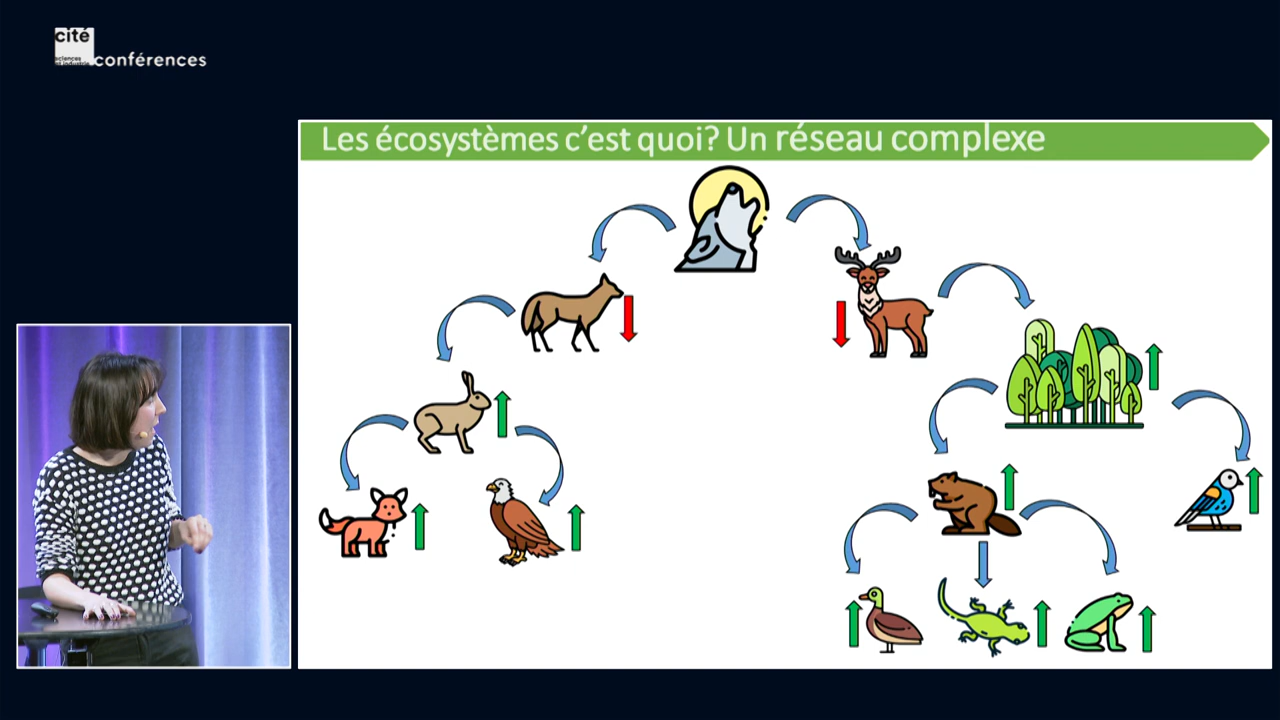 cité
sciences
et industrie
conférences
Les écosystèmes c'est quoi? Un réseau complexe